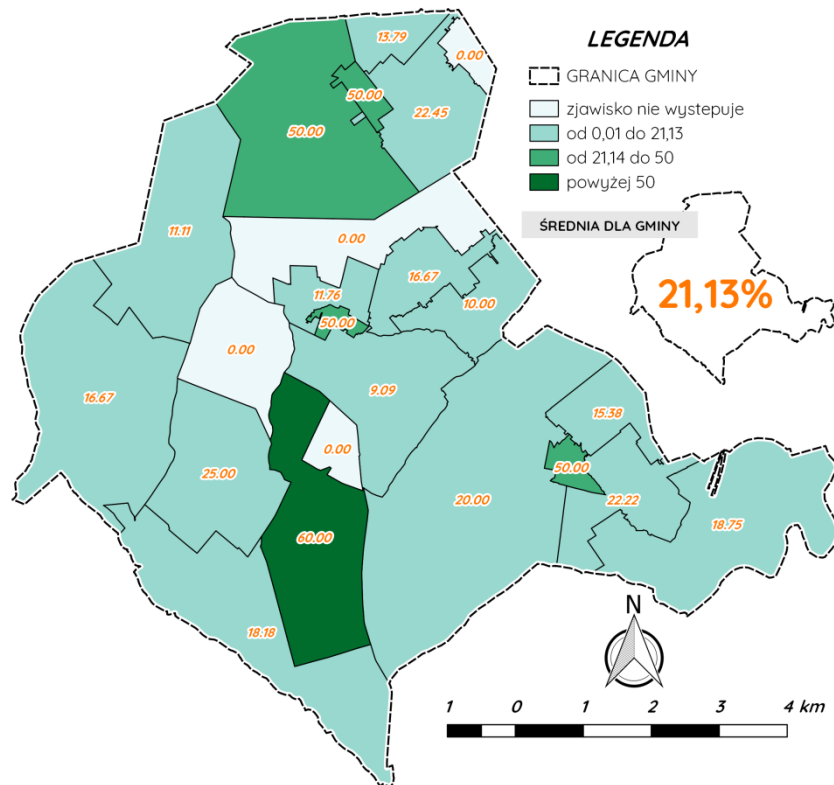 LEGENDA
GRANICA GMINY
zjawisko nie wystepuje
od 0,01 do 21,13
od 21,14 do 50
powyżej 50
ŚREDNIA DLA GMINY
21,13%
13.79
0.00
50.00
22.45
50.00
11.11
0.00
16.67
11.76
10.00
50.00
0.00
9.09
16.67
15.38
0.00
50.00
25.00
20.00
22.22
18.75
60.00
18.18
N
1 0 1 2 3 4 km